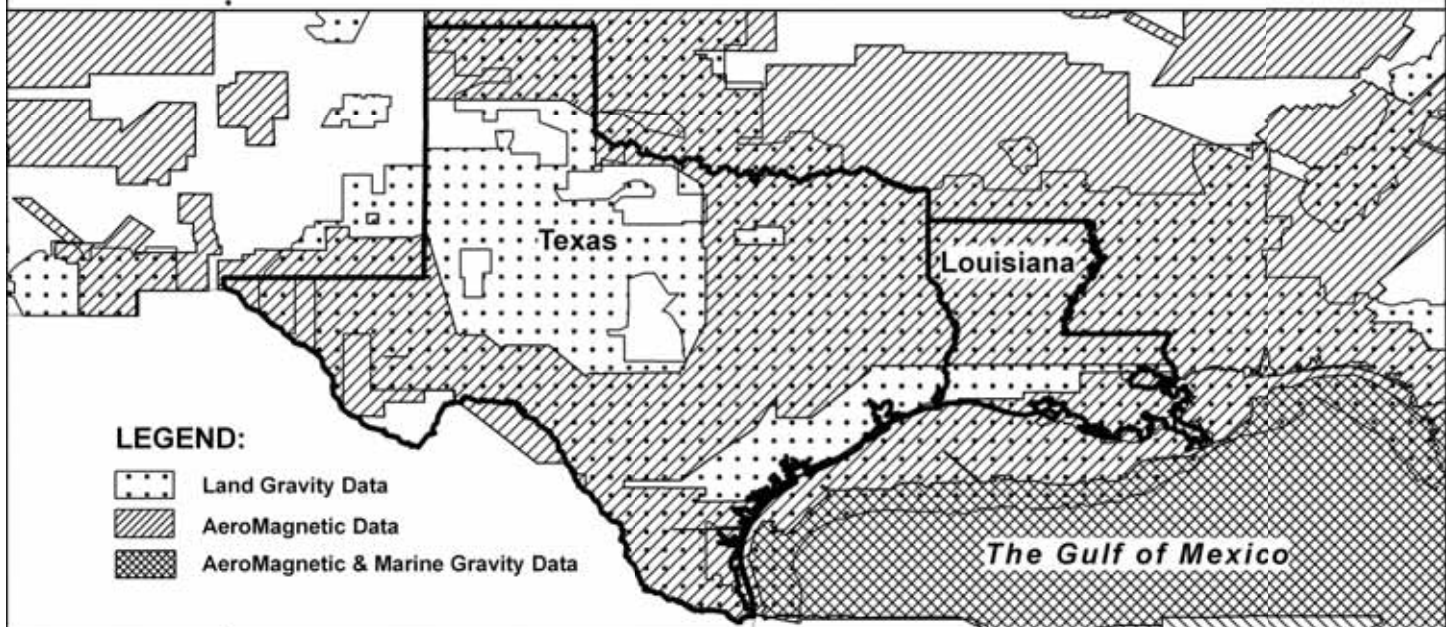 Texas
Louisiana
LEGEND:
Land Gravity Data
AeroMagnetic Data
AeroMagnetic & Marine Gravity Data
The Gulf of Mexico